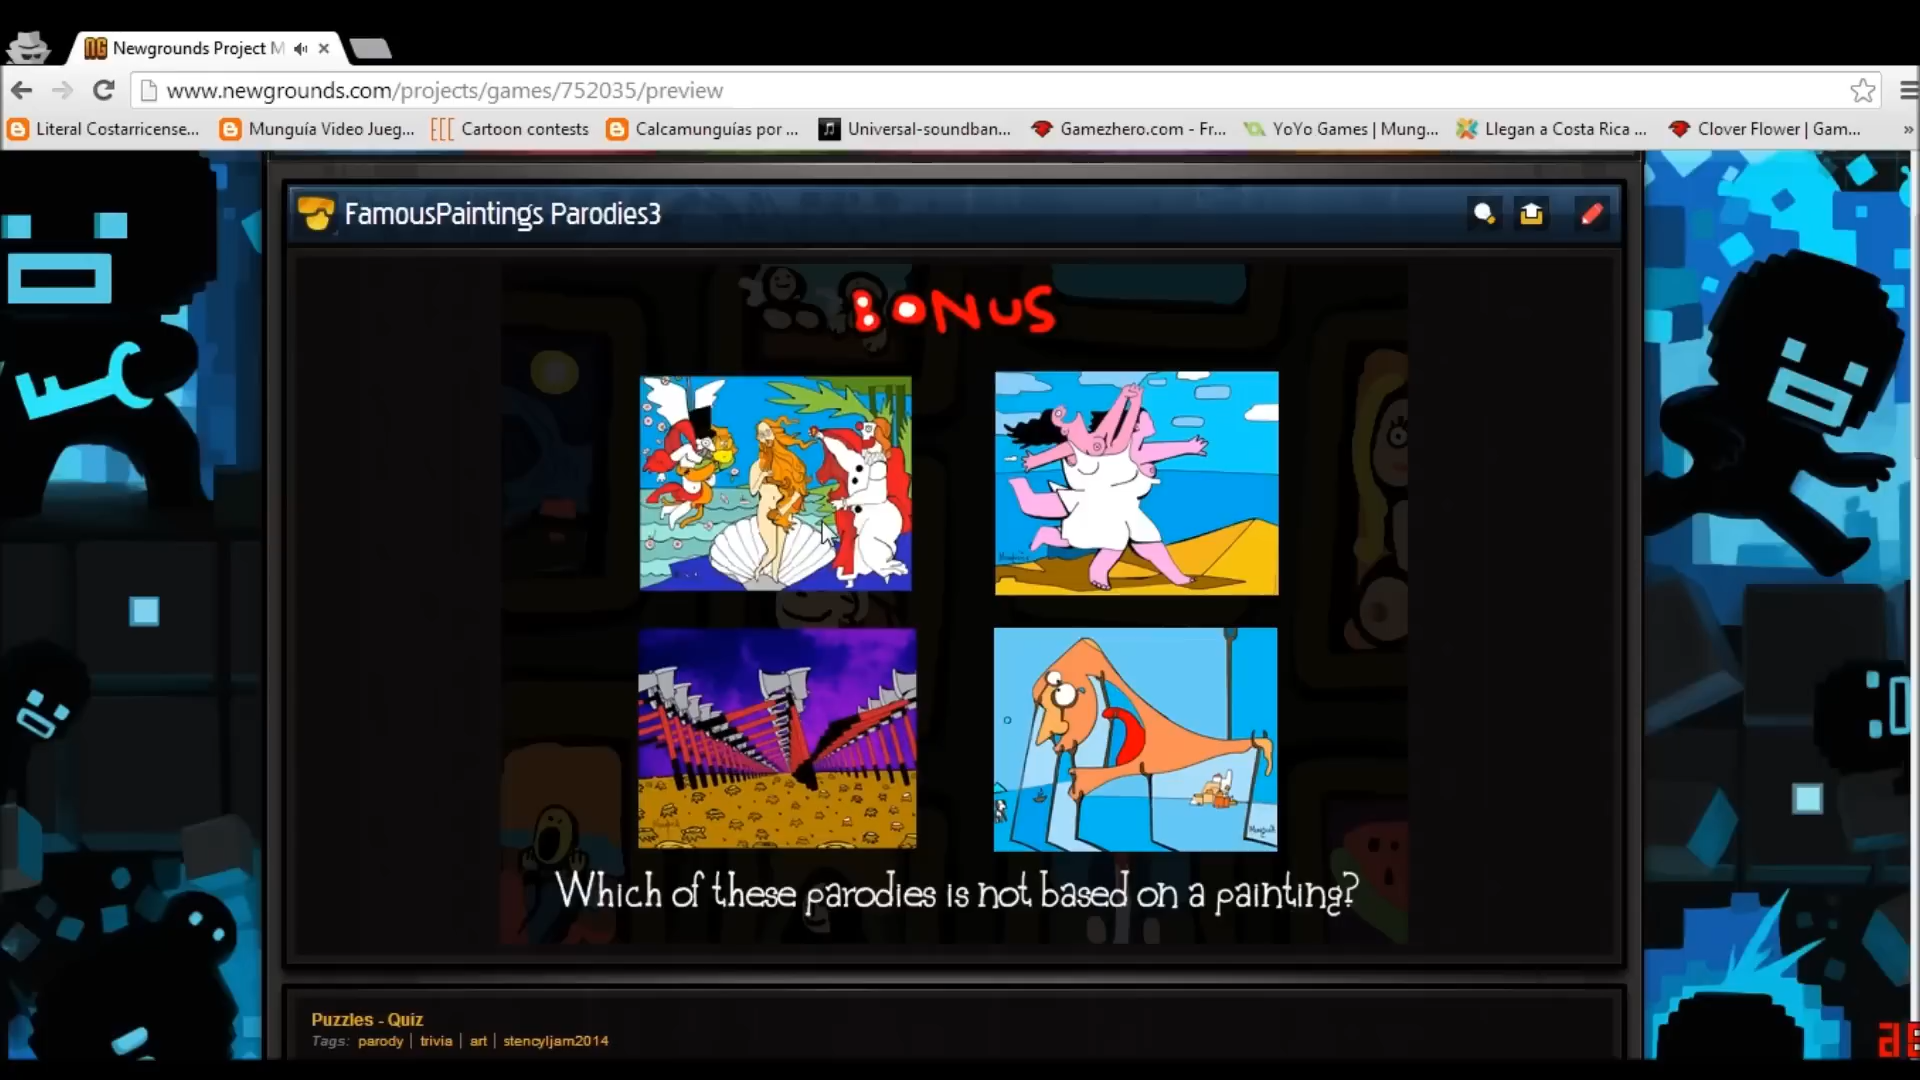 Newgrounds Project M
www.newgrounds.com/projects/games/752035/preview
Literal Costarricense... Munguía Video Jueg... Cartoon contests Calcamunguías por ... Universal-soundban... Gamezhero.com - Fr... YoYo Games | Mung... Llegan a Costa Rica ... Clover Flower | Gam... »
FamousPaintings Parodies3
BONUS
Which of these parodies is not based on a painting?
Puzzles - Quiz
Tags: parody | trivia | art | stencyljam2014